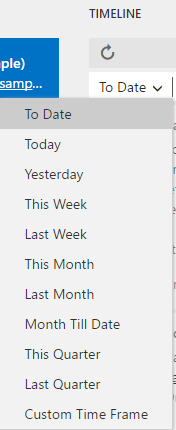 TIMELINE
ple)
samp...
To Date
To Date
Today
Yesterday
This Week
Last Week
This Month
Last Month
Month Till Date
This Quarter
Last Quarter
Custom Time Frame